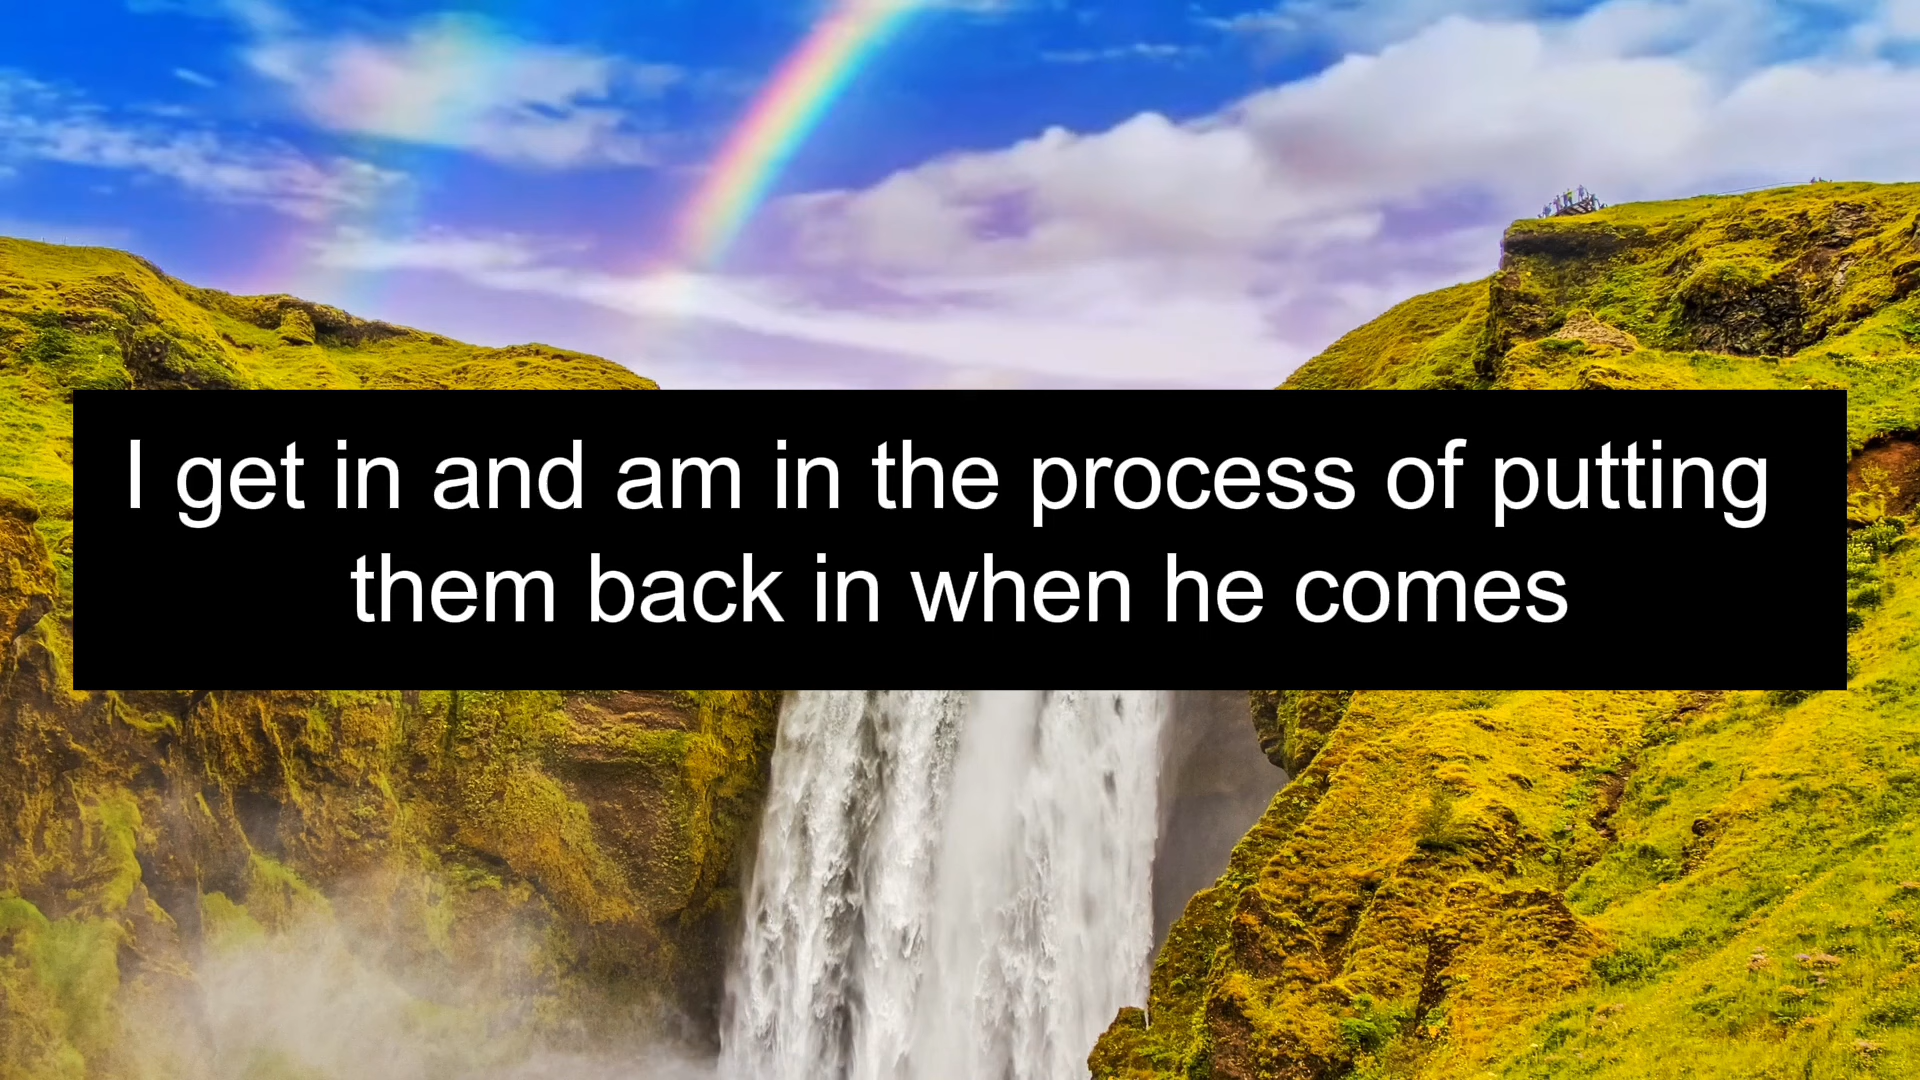 I get in and am in the process of putting
them back in when he comes